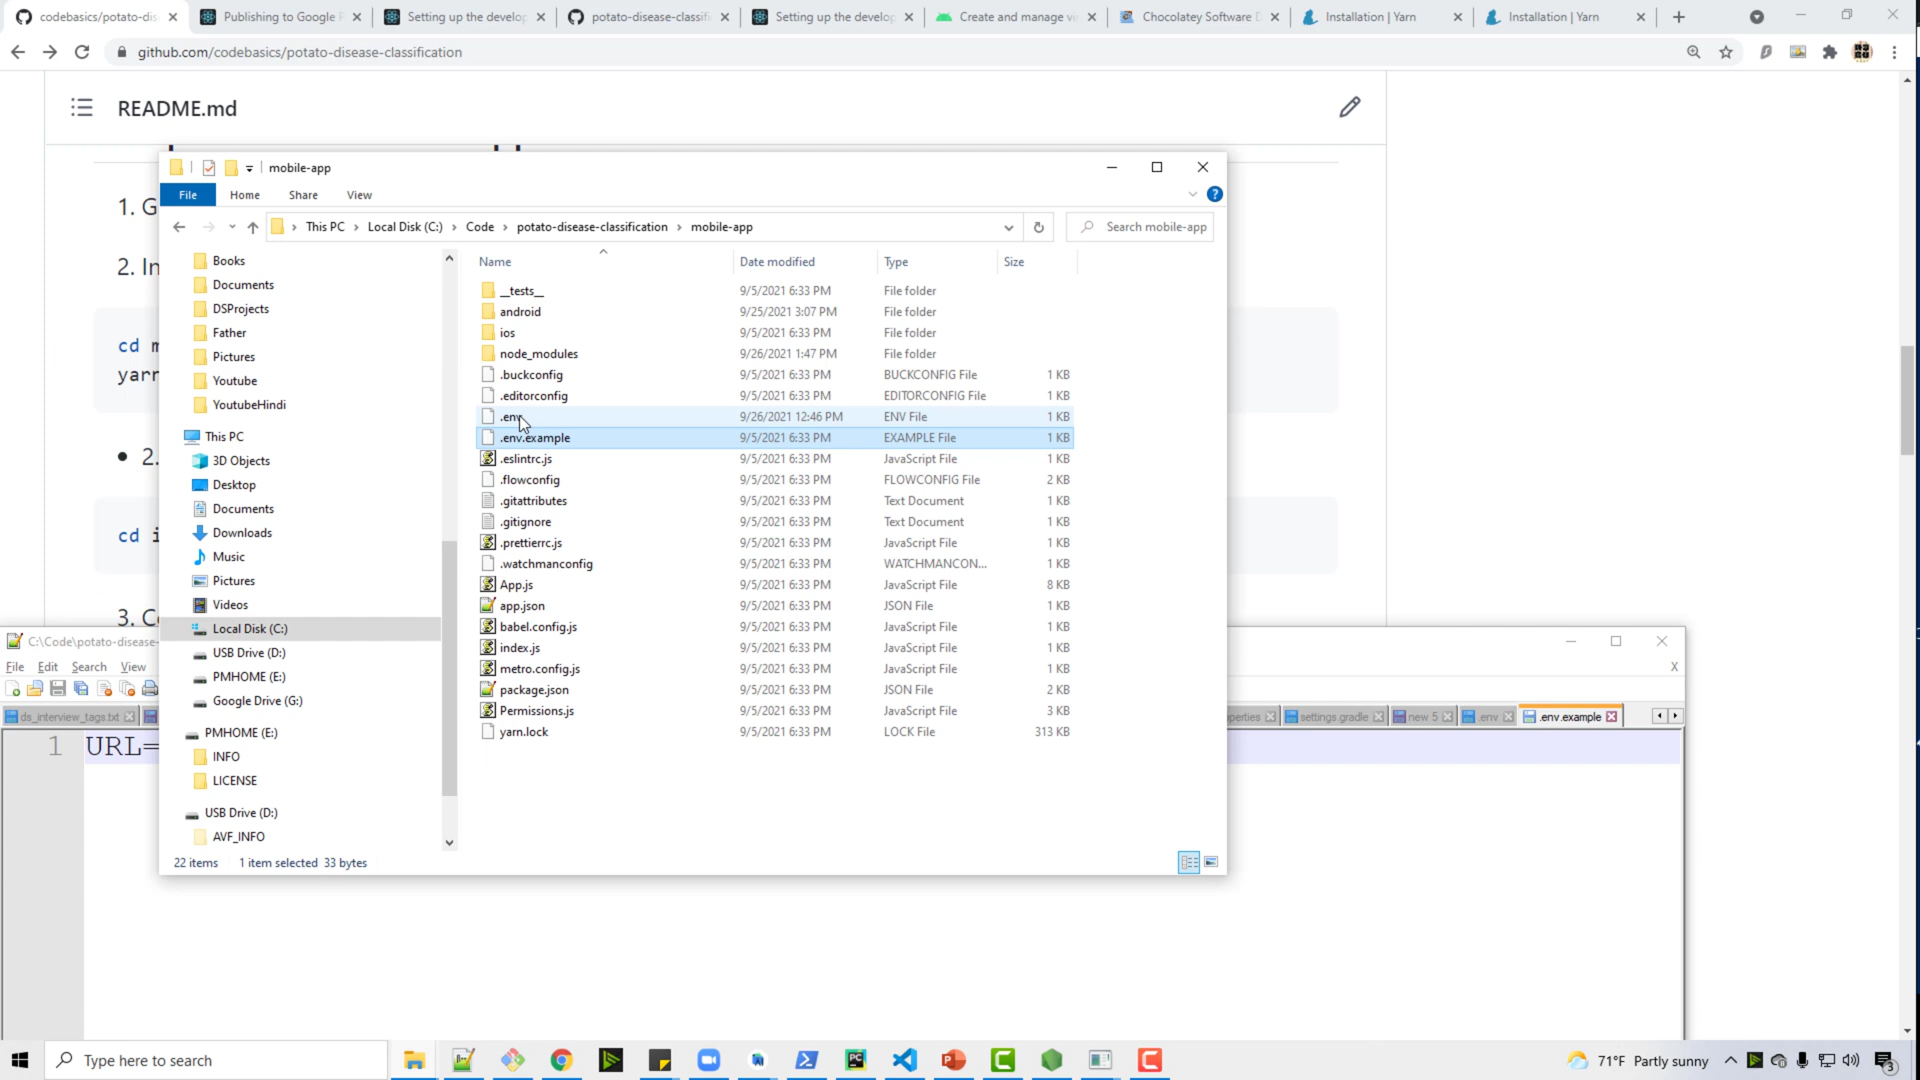 codebasics/potato-dis
Publishing to Google P
Setting up the develop
potato-disease-classifi
Setting up the develop
Create and manage vi
Chocolatey Software D
Installation | Yarn
Installation | Yarn
github.com/codebasics/potato-disease-classification
README.md
mobile-app
File Home Share View
1. G
This PC Local Disk (C:) Code potato-disease-classification mobile-app
Search mobile-app
2. In
Name Date modified Type Size
Books
Documents
DSProjects
Father
Pictures
Youtube
YoutubeHindi
This PC
3D Objects
Desktop
Documents
Downloads
Music
Pictures
Videos
Local Disk (C:)
USB Drive (D:)
PMHOME (E:)
Google Drive (G:)
PMHOME (E:)
INFO
LICENSE
USB Drive (D:)
AVF_INFO
__tests__ 9/5/2021 6:33 PM File folder
android 9/25/2021 3:07 PM File folder
ios 9/5/2021 6:33 PM File folder
node_modules 9/26/2021 1:47 PM File folder
.buckconfig 9/5/2021 6:33 PM BUCKCONFIG File 1 KB
.editorconfig 9/5/2021 6:33 PM EDITORCONFIG File 1 KB
.env 9/26/2021 12:46 PM ENV File 1 KB
.env.example 9/5/2021 6:33 PM EXAMPLE File 1 KB
.eslintrc.js 9/5/2021 6:33 PM JavaScript File 1 KB
.flowconfig 9/5/2021 6:33 PM FLOWCONFIG File 2 KB
.gitattributes 9/5/2021 6:33 PM Text Document 1 KB
.gitignore 9/5/2021 6:33 PM Text Document 1 KB
.prettierrc.js 9/5/2021 6:33 PM JavaScript File 1 KB
.watchmanconfig 9/5/2021 6:33 PM WATCHMANCON... 1 KB
App.js 9/5/2021 6:33 PM JavaScript File 8 KB
app.json 9/5/2021 6:33 PM JSON File 1 KB
babel.config.js 9/5/2021 6:33 PM JavaScript File 1 KB
index.js 9/5/2021 6:33 PM JavaScript File 1 KB
metro.config.js 9/5/2021 6:33 PM JavaScript File 1 KB
package.json 9/5/2021 6:33 PM JSON File 2 KB
Permissions.js 9/5/2021 6:33 PM JavaScript File 3 KB
yarn.lock 9/5/2021 6:33 PM LOCK File 313 KB
22 items 1 item selected 33 bytes
cd m
yarn
2.
cd i
3. C
C:\Code\potato-disease-
File Edit Search View
X
ds_interview_tags.txt
perties settings.gradle new 5 .env .env.example
1 URL=
Type here to search
71°F Partly sunny
3